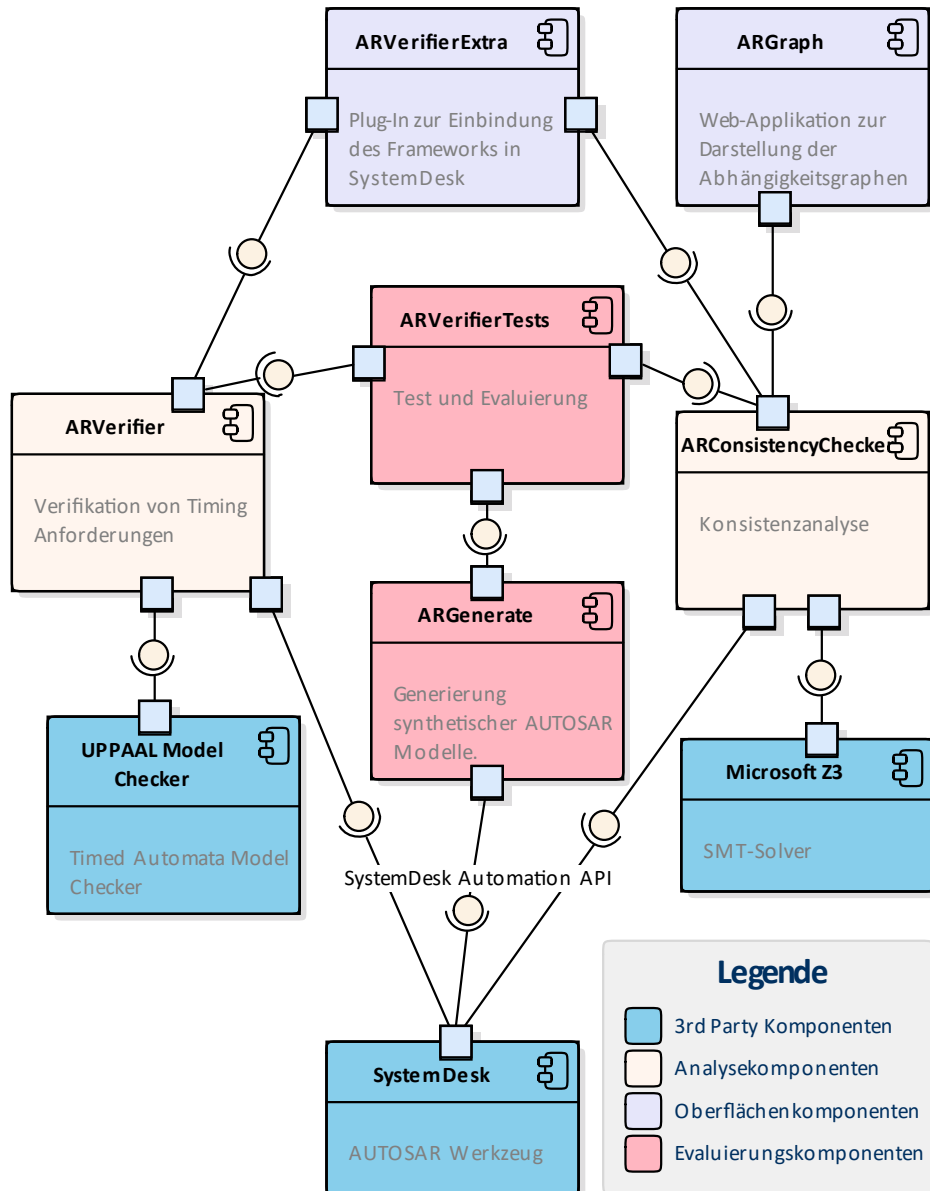 ARVerifierExtra
Plug-In zur Einbindung
des Frameworks in
SystemDesk
ARGraph
Web-Applikation zur
Darstellung der
Abhängigkeitsgraphen
ARVerifierTests
Test und Evaluierung
ARVerifier
Verifikation von Timing
Anforderungen
ARConsistencyChecker
Konsistenzanalyse
ARGenerate
Generierung
synthetischer AUTOSAR
Modelle.
UPPAAL Model
Checker
Timed Automata Model
Checker
Microsoft Z3
SMT-Solver
SystemDesk Automation API
SystemDesk
AUTOSAR Werkzeug
Legende
3rd Party Komponenten
Analysekomponenten
Oberflächenkomponenten
Evaluierungskomponenten